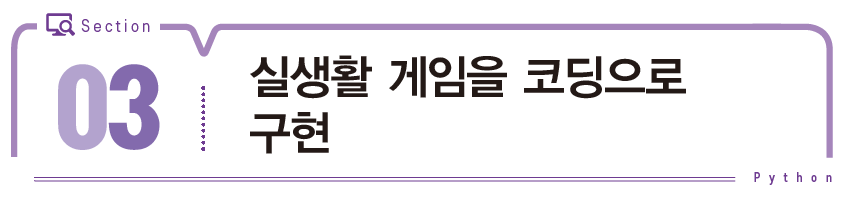 Section
03
실생활 게임을 코딩으로
구현
Python